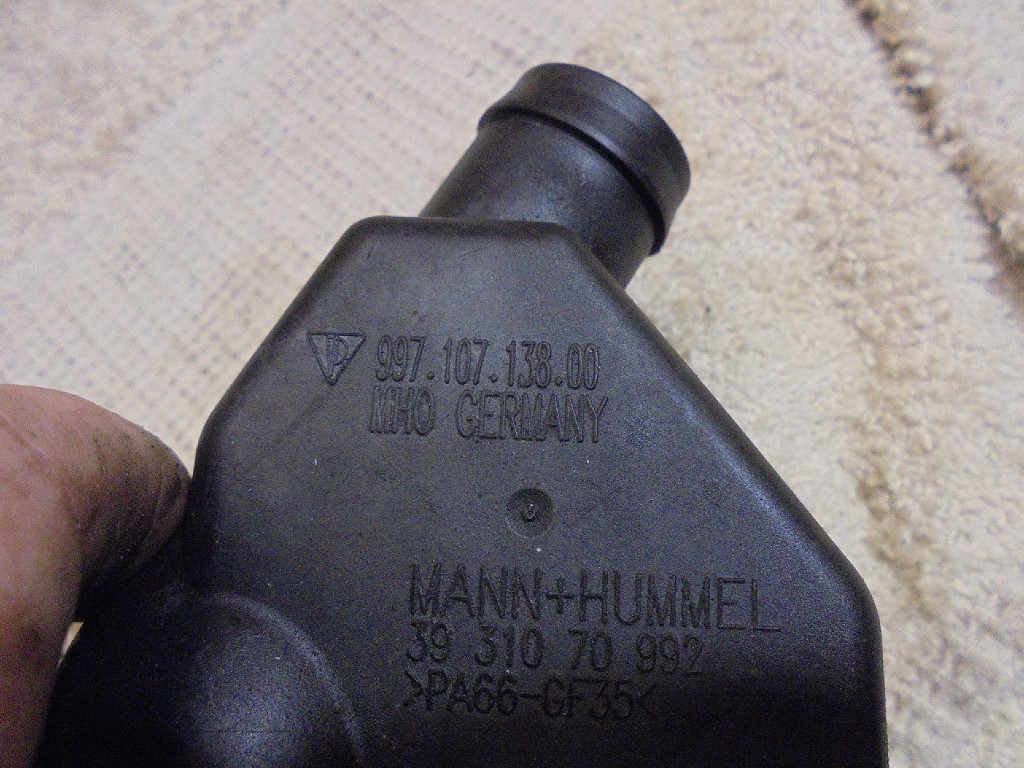 997.107.138.00
MHO GERMANY
MANN+HUMMEL
39 310 70 992
>PA66-GF35<